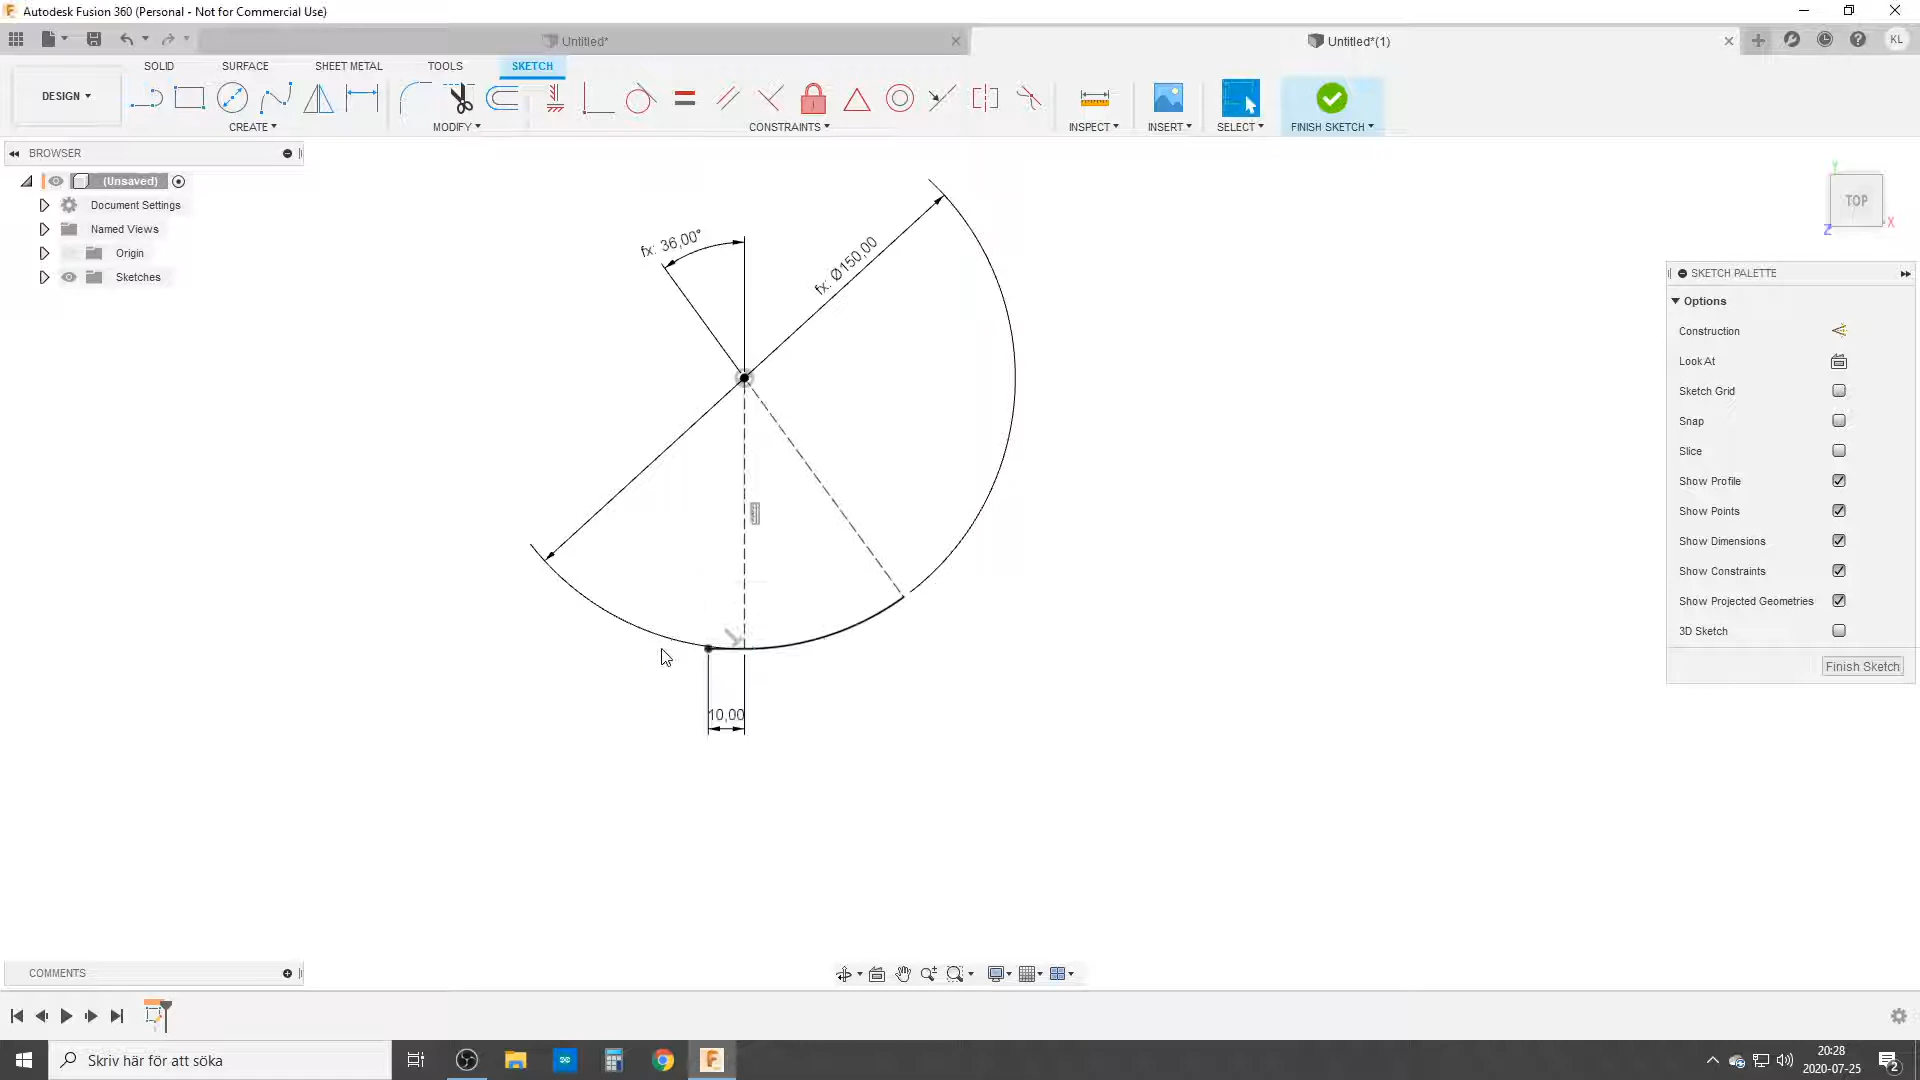 Autodesk Fusion 360 (Personal - Not for Commercial Use)
Untitled*
Untitled*(1)
KL
DESIGN
SOLID
SURFACE
SHEET METAL
TOOLS
SKETCH
CREATE
MODIFY
CONSTRAINTS
INSPECT
INSERT
SELECT
FINISH SKETCH
BROWSER
(Unsaved)
Document Settings
Named Views
Origin
Sketches
fx: 36,00°
fx: Ø150,00
10,00
Y
TOP
X
Z
SKETCH PALETTE
Options
Construction
Look At
Sketch Grid
Snap
Slice
Show Profile
Show Points
Show Dimensions
Show Constraints
Show Projected Geometries
3D Sketch
Finish Sketch
COMMENTS
Skriv här för att söka
20:28
2020-07-25
2